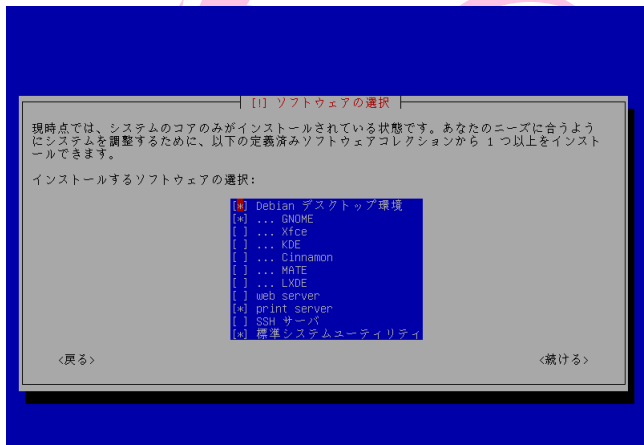 [!] ソフトウェアの選択
現時点では、システムのコアのみがインストールされている状態です。あなたのニーズに合うよう
にシステムを調整するために、以下の定義済みソフトウェアコレクションから 1 つ以上をインスト
ールできます。
インストールするソフトウェアの選択:
[*] Debian デスクトップ環境
[*] ... GNOME
[ ] ... Xfce
[ ] ... KDE
[ ] ... Cinnamon
[ ] ... MATE
[ ] ... LXDE
[ ] web server
[*] print server
[ ] SSH サーバ
[*] 標準システムユーティリティ
<戻る> <続ける>